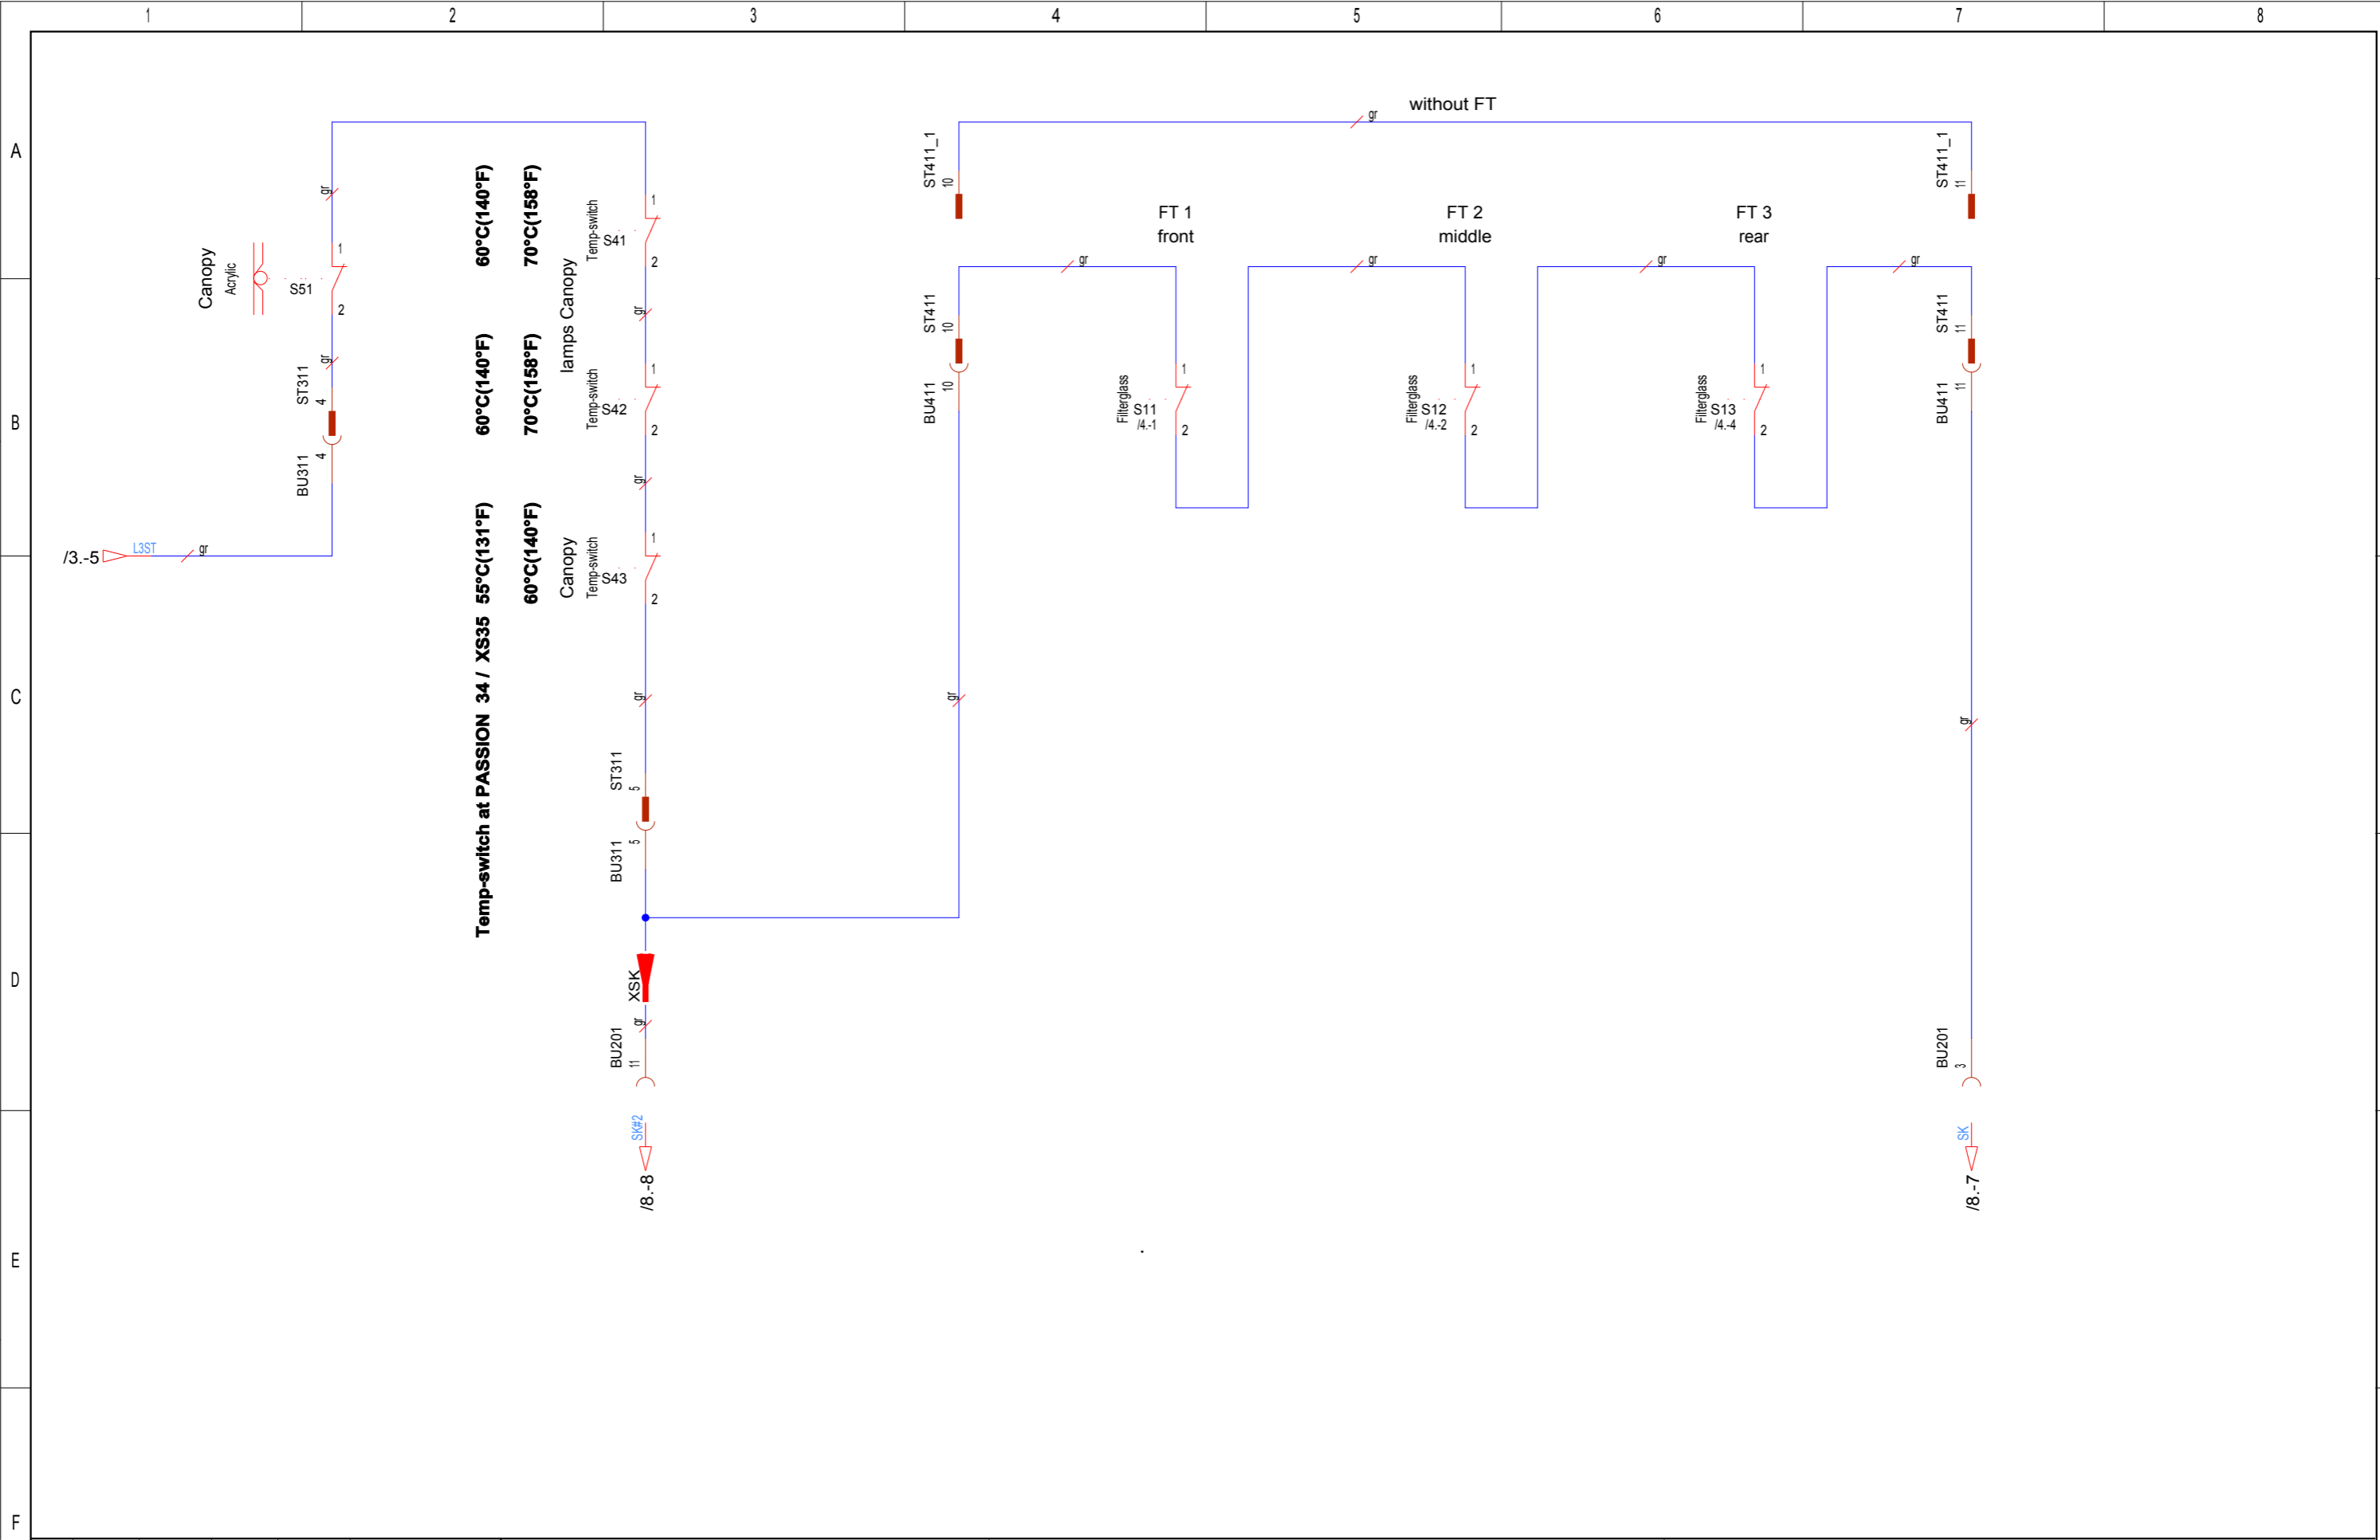 1 2 3 4 5 6 7 8
A
B
C
D
E
F
without FT
gr
ST411_1
10
ST411_1
11
FT 1
front
FT 2
middle
FT 3
rear
gr
gr
gr
gr
ST411
10
BU411
10
ST411
11
BU411
11
Filterglass
S11
/4.-1
1
2
Filterglass
S12
/4.-2
1
2
Filterglass
S13
/4.-4
1
2
gr
Canopy
Acrylic
S51
1
2
gr
ST311
4
BU311
4
/3.-5
L3ST
gr
60°C(140°F)
70°C(158°F)
60°C(140°F)
70°C(158°F)
Temp-switch at PASSION 34 / XS35 55°C(131°F)
60°C(140°F)
lamps Canopy
Canopy
Temp-switch
S41
1
2
gr
Temp-switch
S42
1
2
gr
Temp-switch
S43
1
2
gr
gr
gr
ST311
5
BU311
5
XSK
gr
BU201
11
SK#2
/8.-8
BU201
3
SK
/8.-7